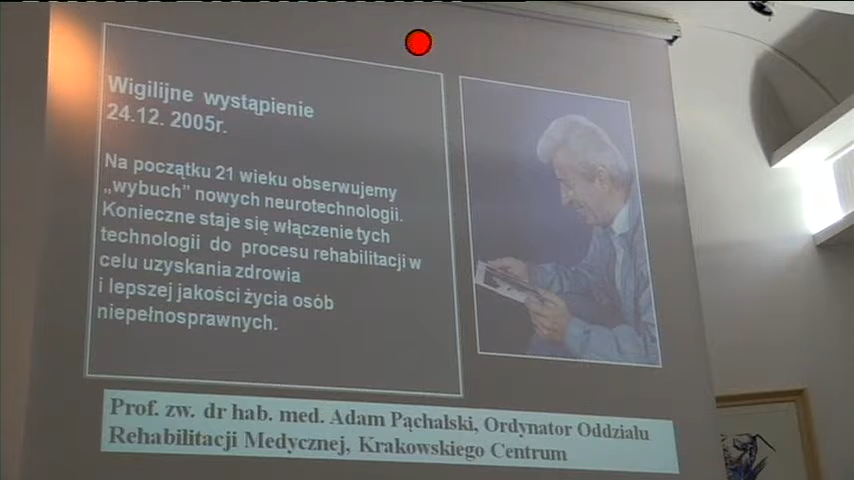 Wigilijne wystąpienie
24.12. 2005r.
Na początku 21 wieku obserwujemy
„wybuch” nowych neurotechnologii.
Konieczne staje się włączenie tych
technologii do procesu rehabilitacji w
celu uzyskania zdrowia
i lepszej jakości życia osób
niepełnosprawnych.
Prof. zw. dr hab. med. Adam Pąchalski, Ordynator Oddziału
Rehabilitacji Medycznej, Krakowskiego Centrum